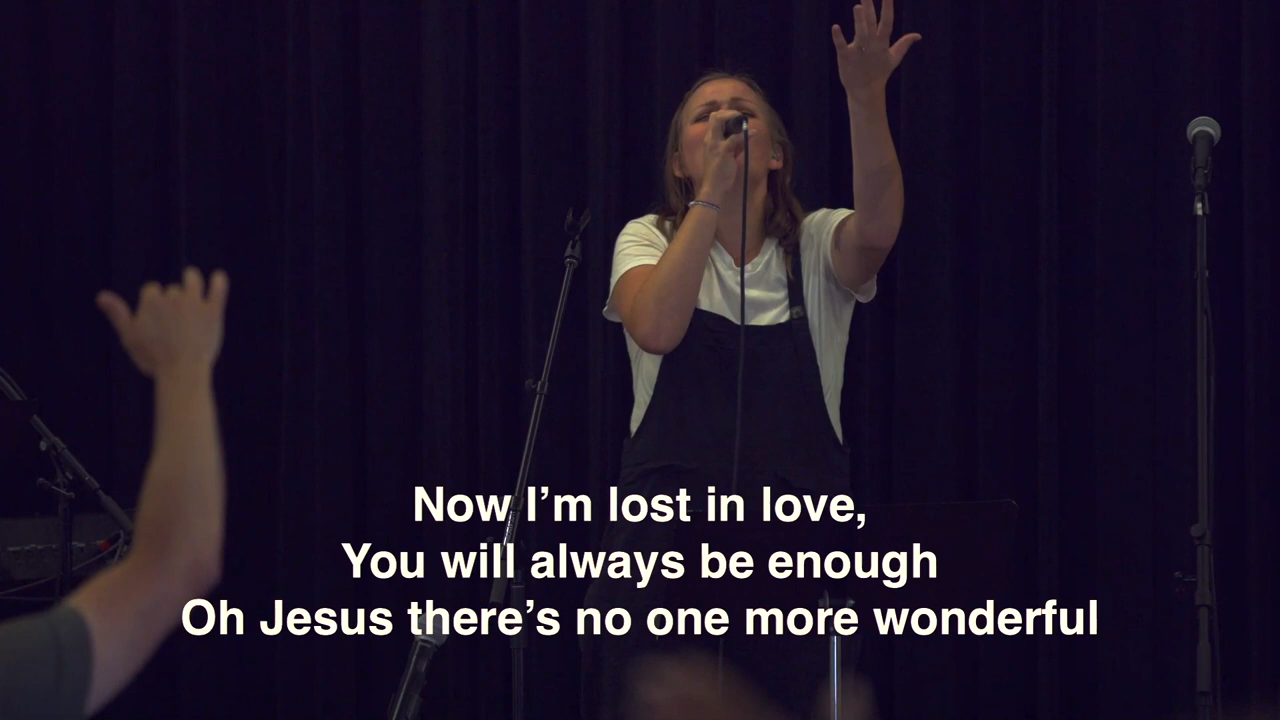 Now I’m lost in love,
You will always be enough
Oh Jesus there’s no one more wonderful